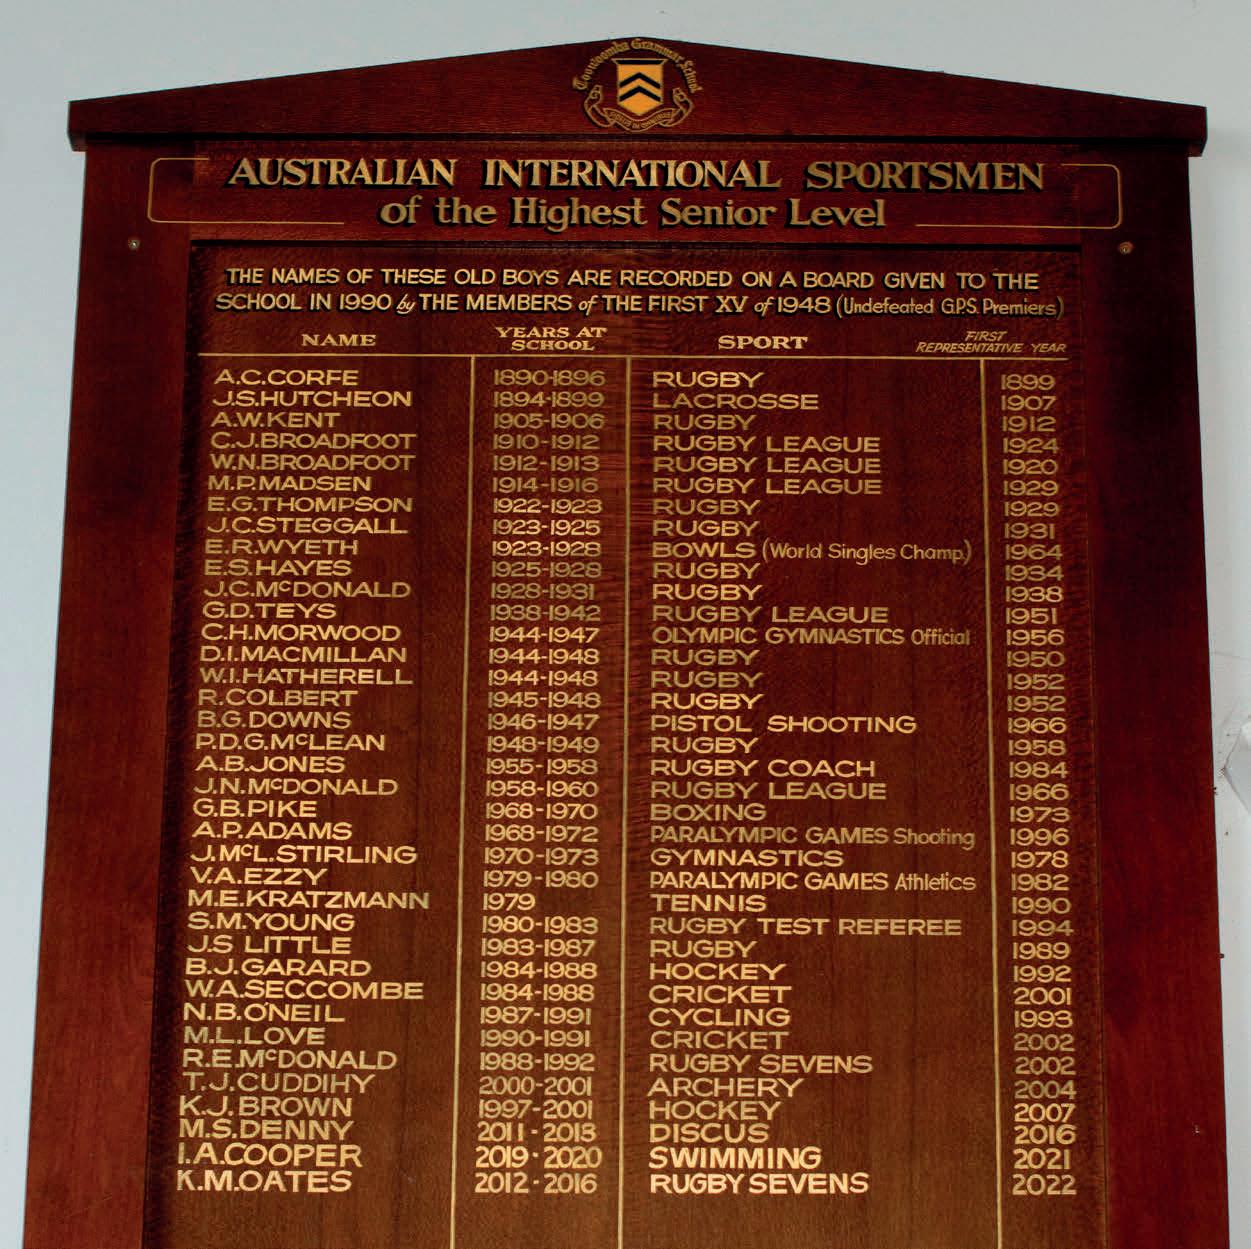 Toowoomba Grammar School
AUSTRALIAN INTERNATIONAL SPORTSMEN
of the Highest Senior Level
THE NAMES OF THESE OLD BOYS ARE RECORDED ON A BOARD GIVEN TO THE
SCHOOL IN 1990 by THE MEMBERS of THE FIRST XV of 1948 (Undefeated G.P.S. Premiers)
NAME YEARS AT SCHOOL SPORT FIRST REPRESENTATIVE YEAR
A.C.CORFE 1890-1896 RUGBY 1899
J.S.HUTCHEON 1894-1899 LACROSSE 1907
A.W.KENT 1905-1906 RUGBY 1912
C.J.BROADFOOT 1910-1912 RUGBY LEAGUE 1924
W.N.BROADFOOT 1912-1913 RUGBY LEAGUE 1920
M.P.MADSEN 1914-1916 RUGBY LEAGUE 1929
E.G.THOMPSON 1922-1923 RUGBY 1929
J.C.STEGGALL 1923-1925 RUGBY 1931
E.R.WYETH 1923-1928 BOWLS (World Singles Champ.) 1964
E.S.HAYES 1925-1928 RUGBY 1934
J.C.McDONALD 1928-1931 RUGBY 1938
G.D.TEYS 1938-1942 RUGBY LEAGUE 1951
C.H.MORWOOD 1944-1947 OLYMPIC GYMNASTICS Official 1956
D.I.MACMILLAN 1944-1948 RUGBY 1950
W.I.HATHERELL 1944-1948 RUGBY 1952
R.COLBERT 1945-1948 RUGBY 1952
B.G.DOWNS 1946-1947 PISTOL SHOOTING 1966
P.D.G.McLEAN 1948-1949 RUGBY 1958
A.B.JONES 1955-1958 RUGBY COACH 1984
J.N.McDONALD 1958-1960 RUGBY LEAGUE 1966
G.B.PIKE 1968-1970 BOXING 1973
A.P.ADAMS 1968-1972 PARALYMPIC GAMES Shooting 1996
J.McL.STIRLING 1970-1973 GYMNASTICS 1978
V.A.EZZY 1979-1980 PARALYMPIC GAMES Athletics 1982
M.E.KRATZMANN 1979 TENNIS 1990
S.M.YOUNG 1980-1983 RUGBY TEST REFEREE 1994
J.S LITTLE 1983-1987 RUGBY 1989
B.J.GARARD 1984-1988 HOCKEY 1992
W.A.SECCOMBE 1984-1988 CRICKET 2001
N.B.ONEIL 1987-1991 CYCLING 1993
M.L.LOVE 1990-1991 CRICKET 2002
R.E.McDONALD 1988-1992 RUGBY SEVENS 2002
T.J.CUDDIHY 2000-2001 ARCHERY 2004
K.J.BROWN 1997-2001 HOCKEY 2007
M.S.DENNY 2011-2013 DISCUS 2016
I.A.COOPER 2019-2020 SWIMMING 2021
K.M.OATES 2012-2016 RUGBY SEVENS 2022